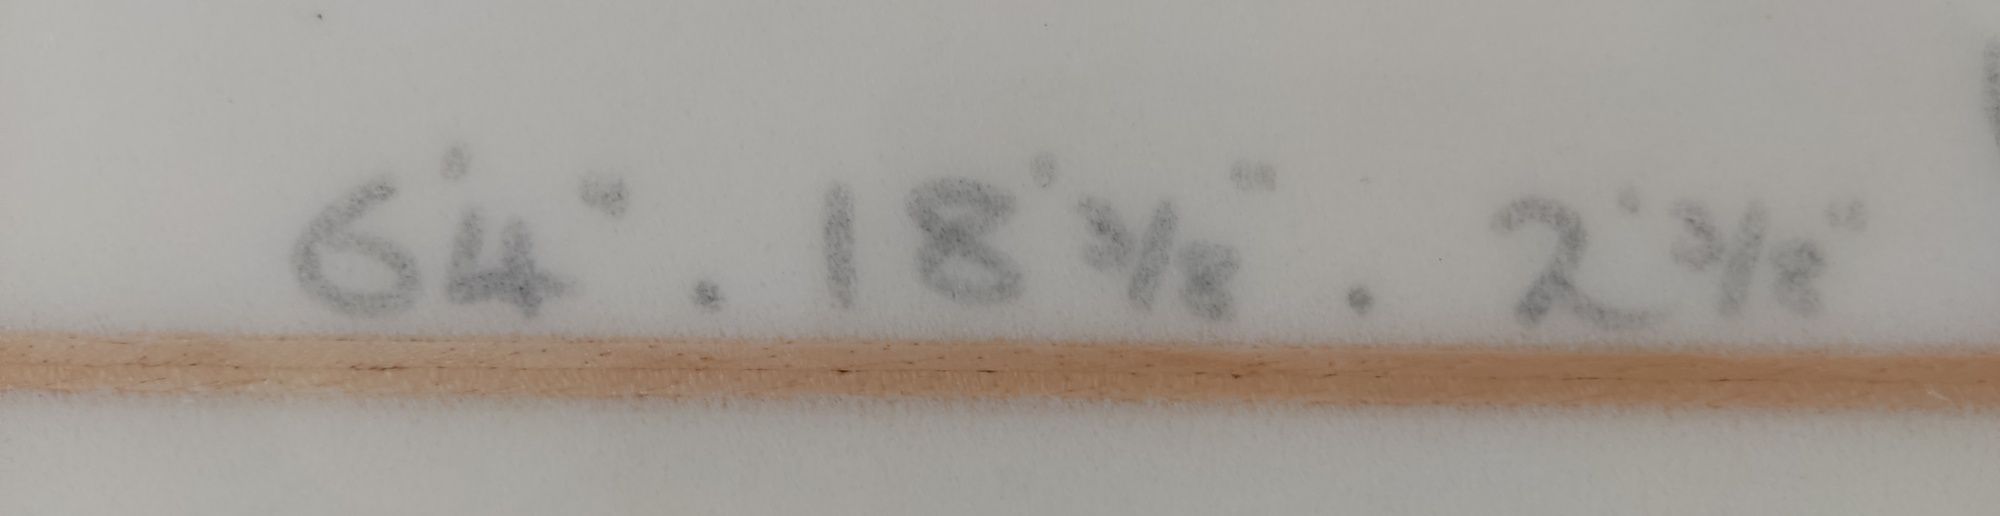 6'4" . 18' 3/8" . 2' 3/8"